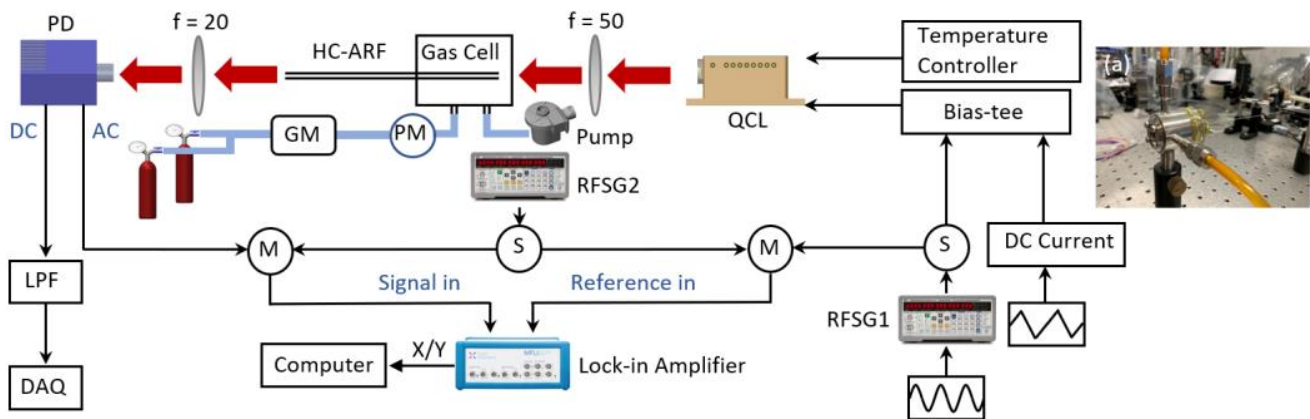 PD
f = 20
HC-ARF
Gas Cell
f = 50
QCL
Temperature
Controller
Bias-tee
(a)
DC
AC
GM
PM
Pump
RFSG2
M
S
M
S
DC Current
LPF
Signal in
Reference in
RFSG1
Computer
X/Y
Lock-in Amplifier
DAQ